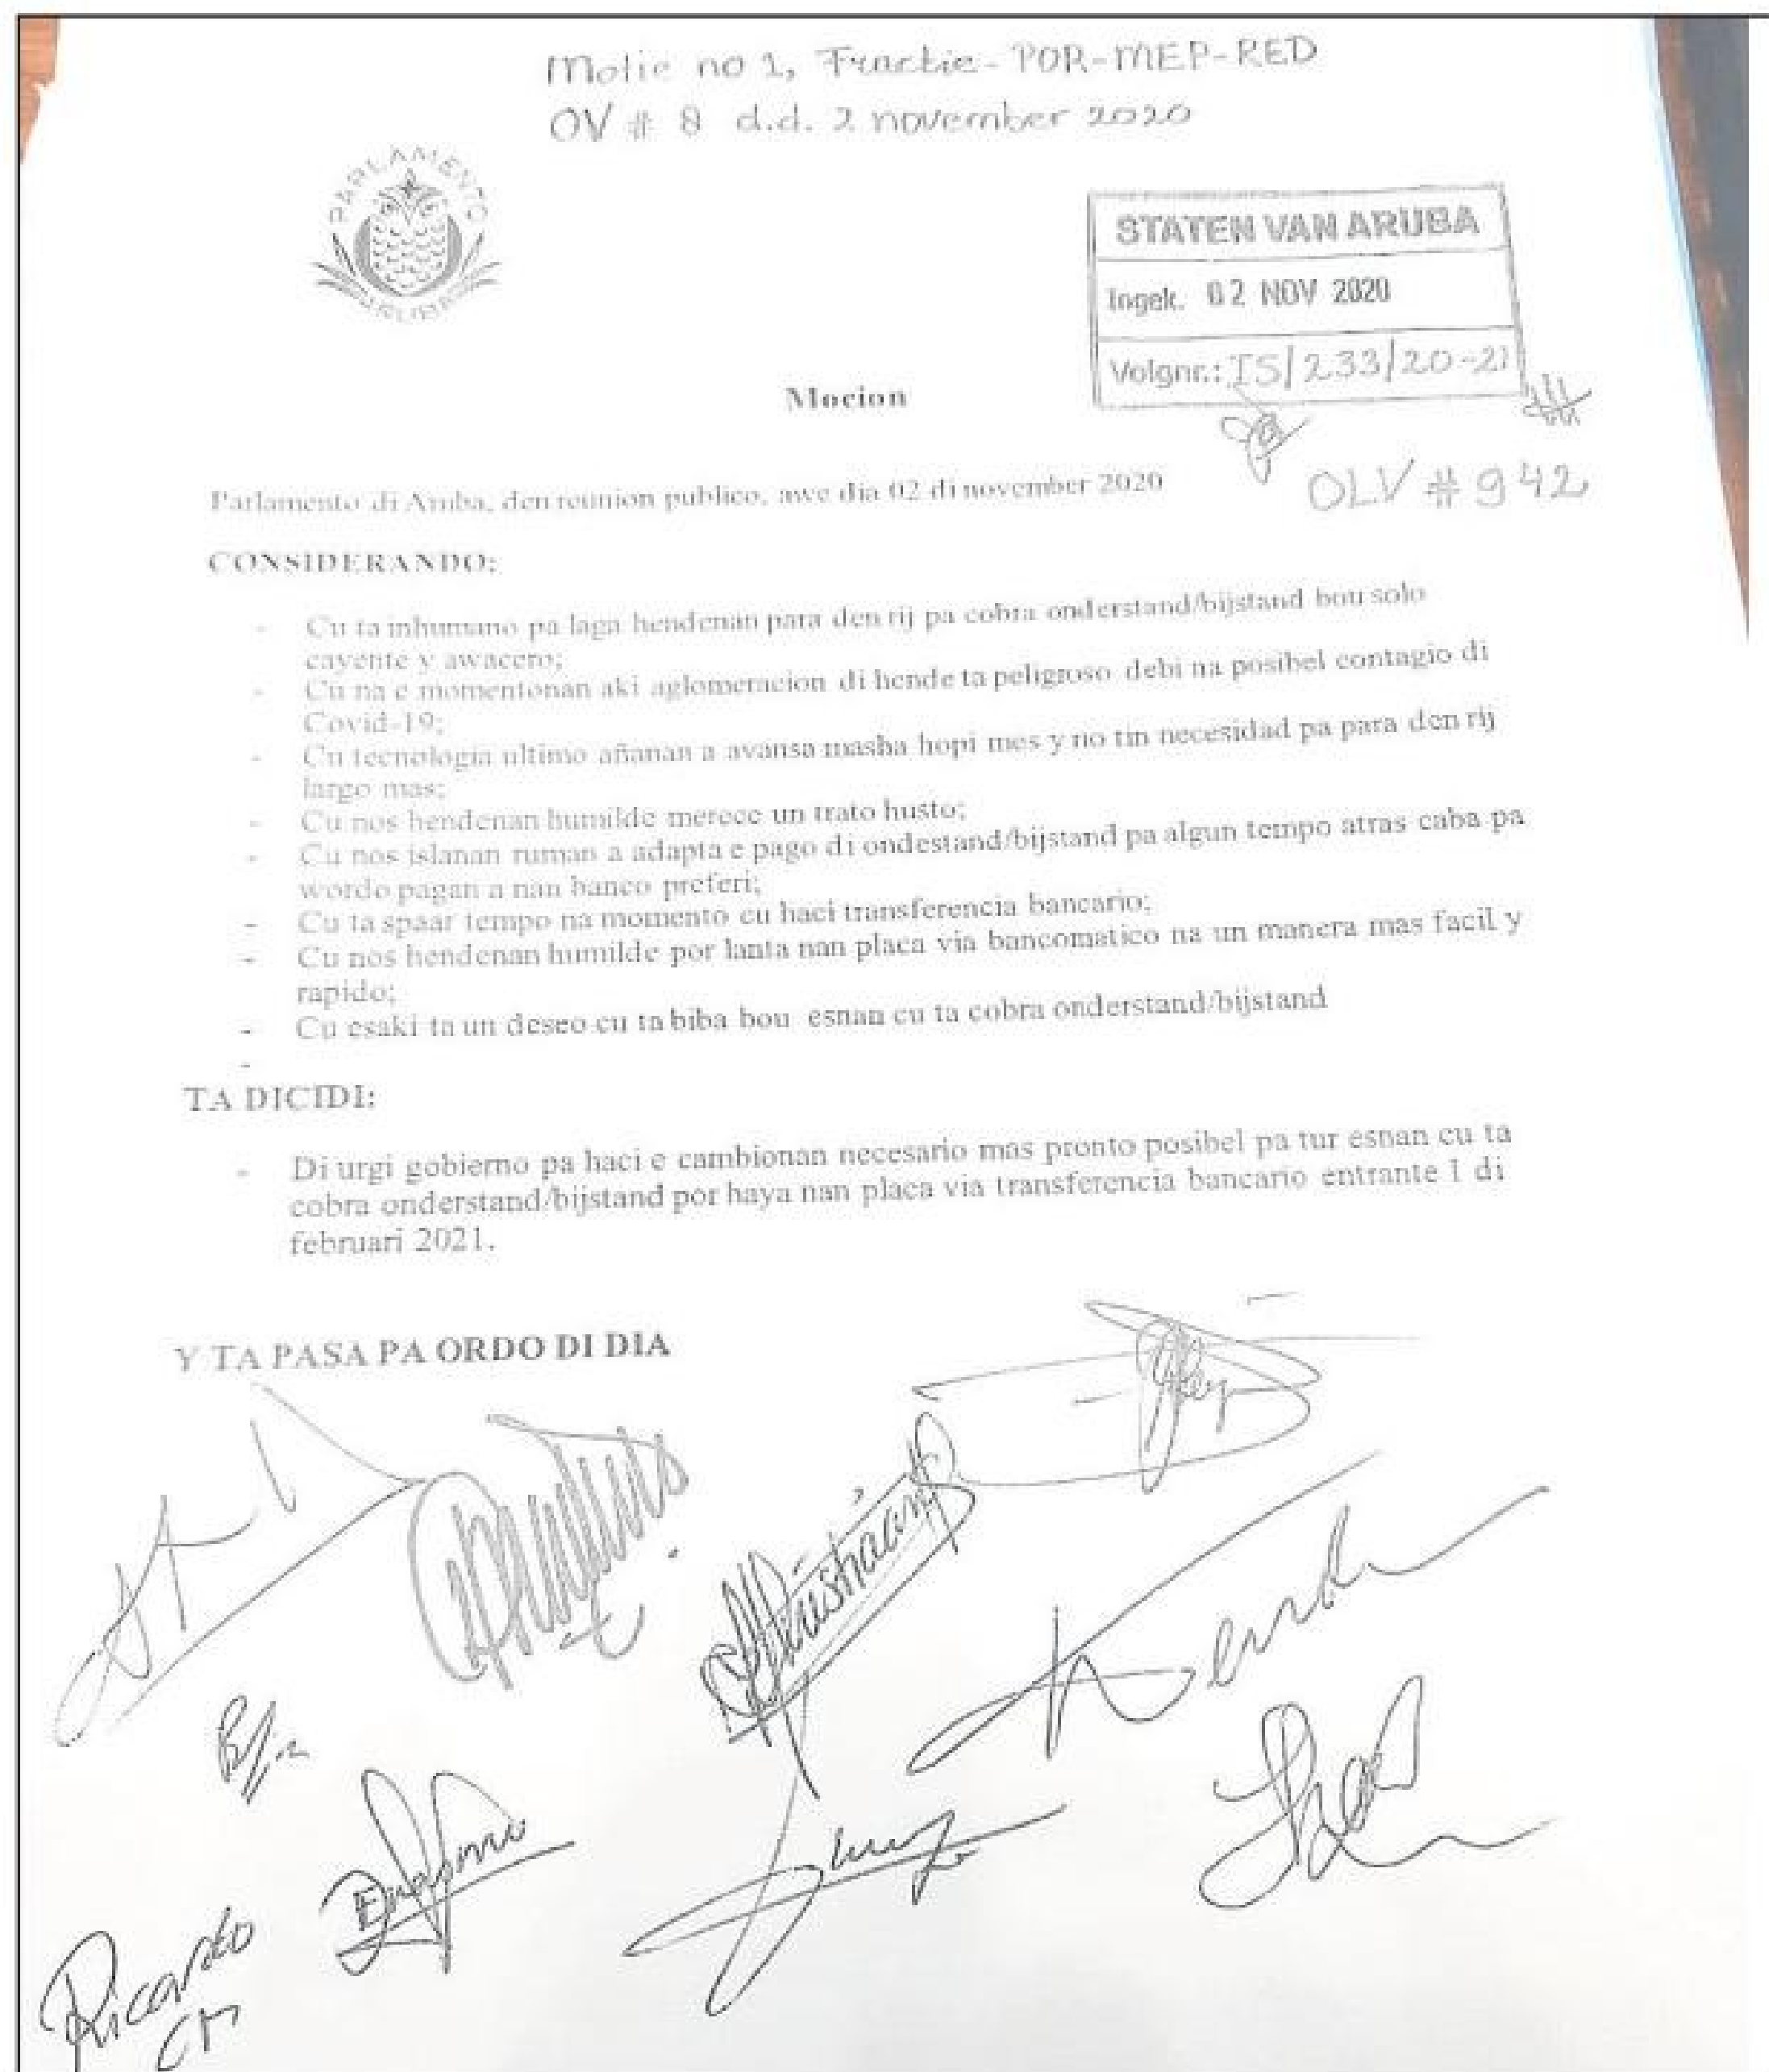 Motie no 1, Fractie - POR-MEP-RED
OV # 8 d.d. 2 november 2020
PARLAMENTO
ARUBA
STATEN VAN ARUBA
Ingek. 02 NOV 2020
Volgnr.: IS/233/20-21
Mocion
OLV # 942
Parlamento di Aruba, den reunion publico, awe dia 02 di november 2020
CONSIDERANDO:
- Cu ta inhumano pa laga hendenan para den rij pa cobra onderstand/bijstand bou solo
cayente y awacero;
- Cu na e momentonan aki aglomeracion di hende ta peligroso debi na posibel contagio di
Covid-19;
- Cu tecnologia ultimo añanan a avansa masha hopi mes y no tin necesidad pa para den rij
largo mas;
- Cu nos hendenan humilde merece un trato husto;
- Cu nos islanan ruman a adapta e pago di ondestand/bijstand pa algun tempo atras caba pa
wordo pagan a nan banco preferi;
- Cu ta spaar tempo na momento cu haci transferencia bancario;
- Cu nos hendenan humilde por lanta nan placa via bancomatico na un manera mas facil y
rapido;
- Cu esaki ta un deseo cu ta biba bou esnan cu ta cobra onderstand/bijstand
-
TA DICIDI:
- Di urgi gobierno pa haci e cambionan necesario mas pronto posibel pa tur esnan cu ta
cobra onderstand/bijstand por haya nan placa via transferencia bancario entrante 1 di
februari 2021.
Y TA PASA PA ORDO DI DIA
Ricardo
CM